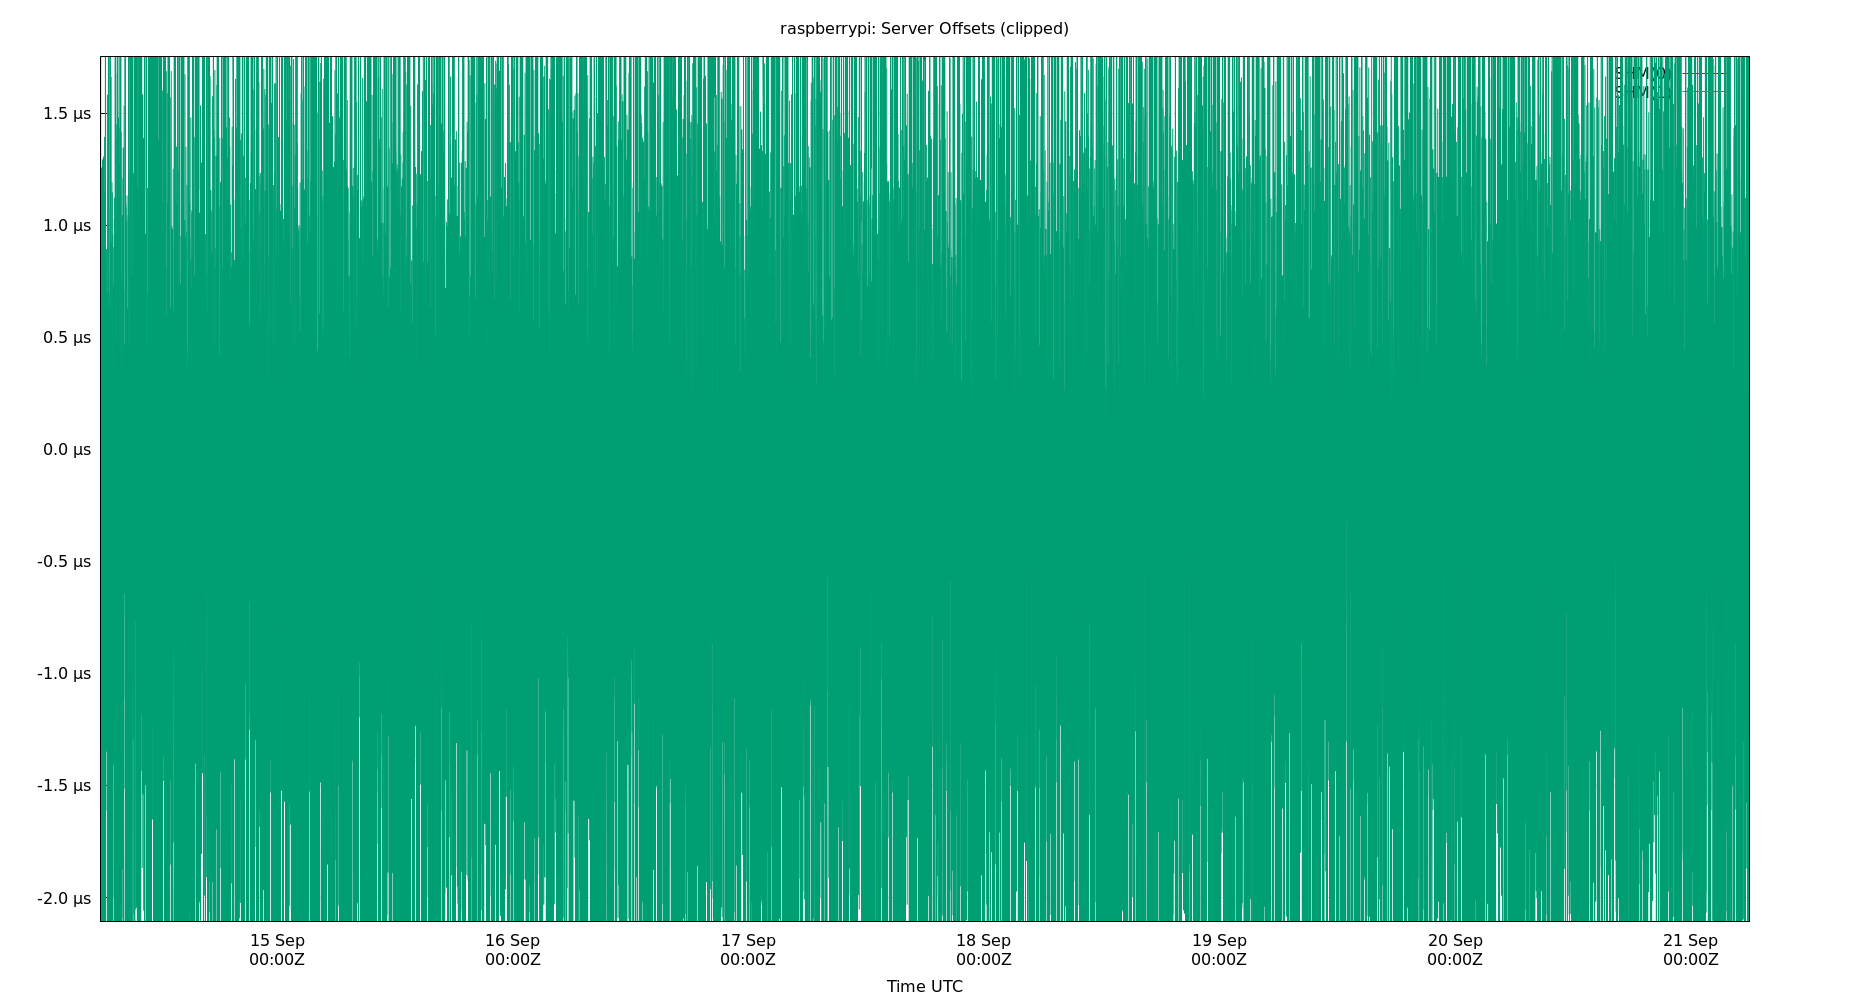 raspberrypi: Server Offsets (clipped)
SHM(0)
1.5 µs
1.0 µs
0.5 µs
0.0 µs
-0.5 µs
-1.0 µs
-1.5 µs
-2.0 µs
15 Sep 16 Sep 17 Sep 18 Sep 19 Sep 20 Sep 21 Sep
00:00Z 00:00Z 00:00Z 00:00Z 00:00Z 00:00Z 00:00Z
Time UTC